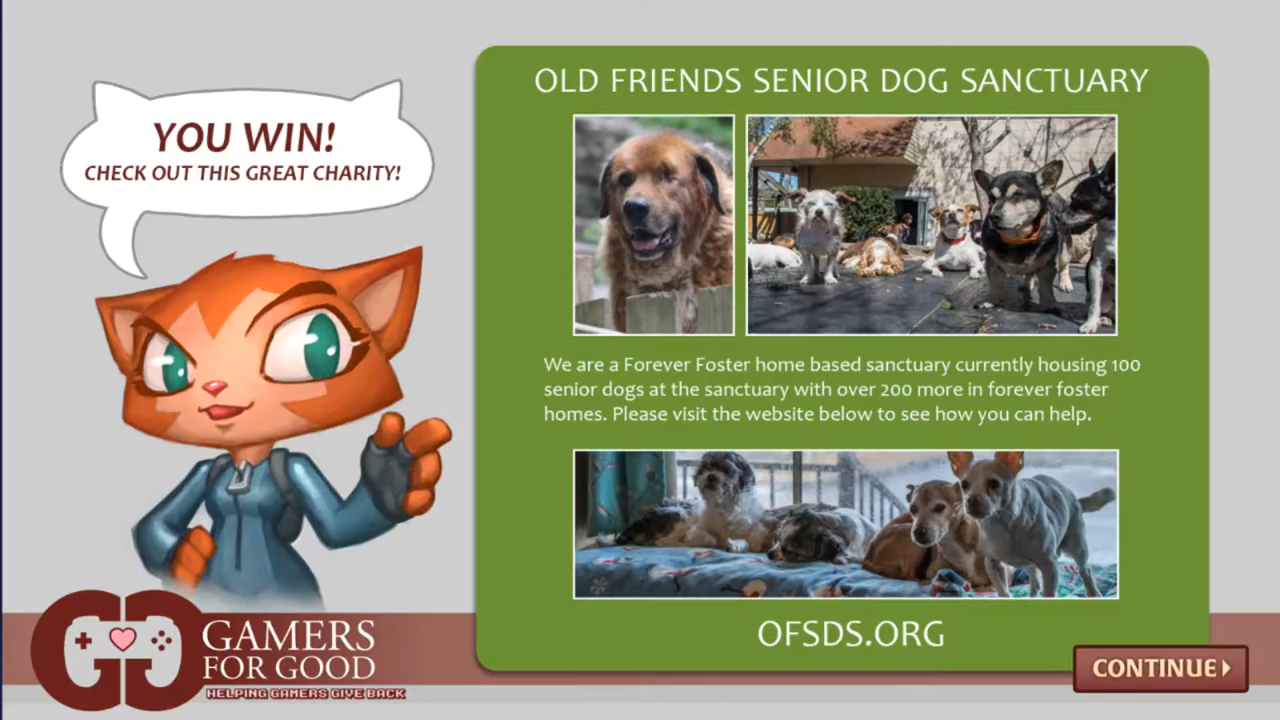 YOU WIN!
CHECK OUT THIS GREAT CHARITY!
OLD FRIENDS SENIOR DOG SANCTUARY
We are a Forever Foster home based sanctuary currently housing 100
senior dogs at the sanctuary with over 200 more in forever foster
homes. Please visit the website below to see how you can help.
OFSDS.ORG
GAMERS
FOR GOOD
HELPING GAMERS GIVE BACK
CONTINUE